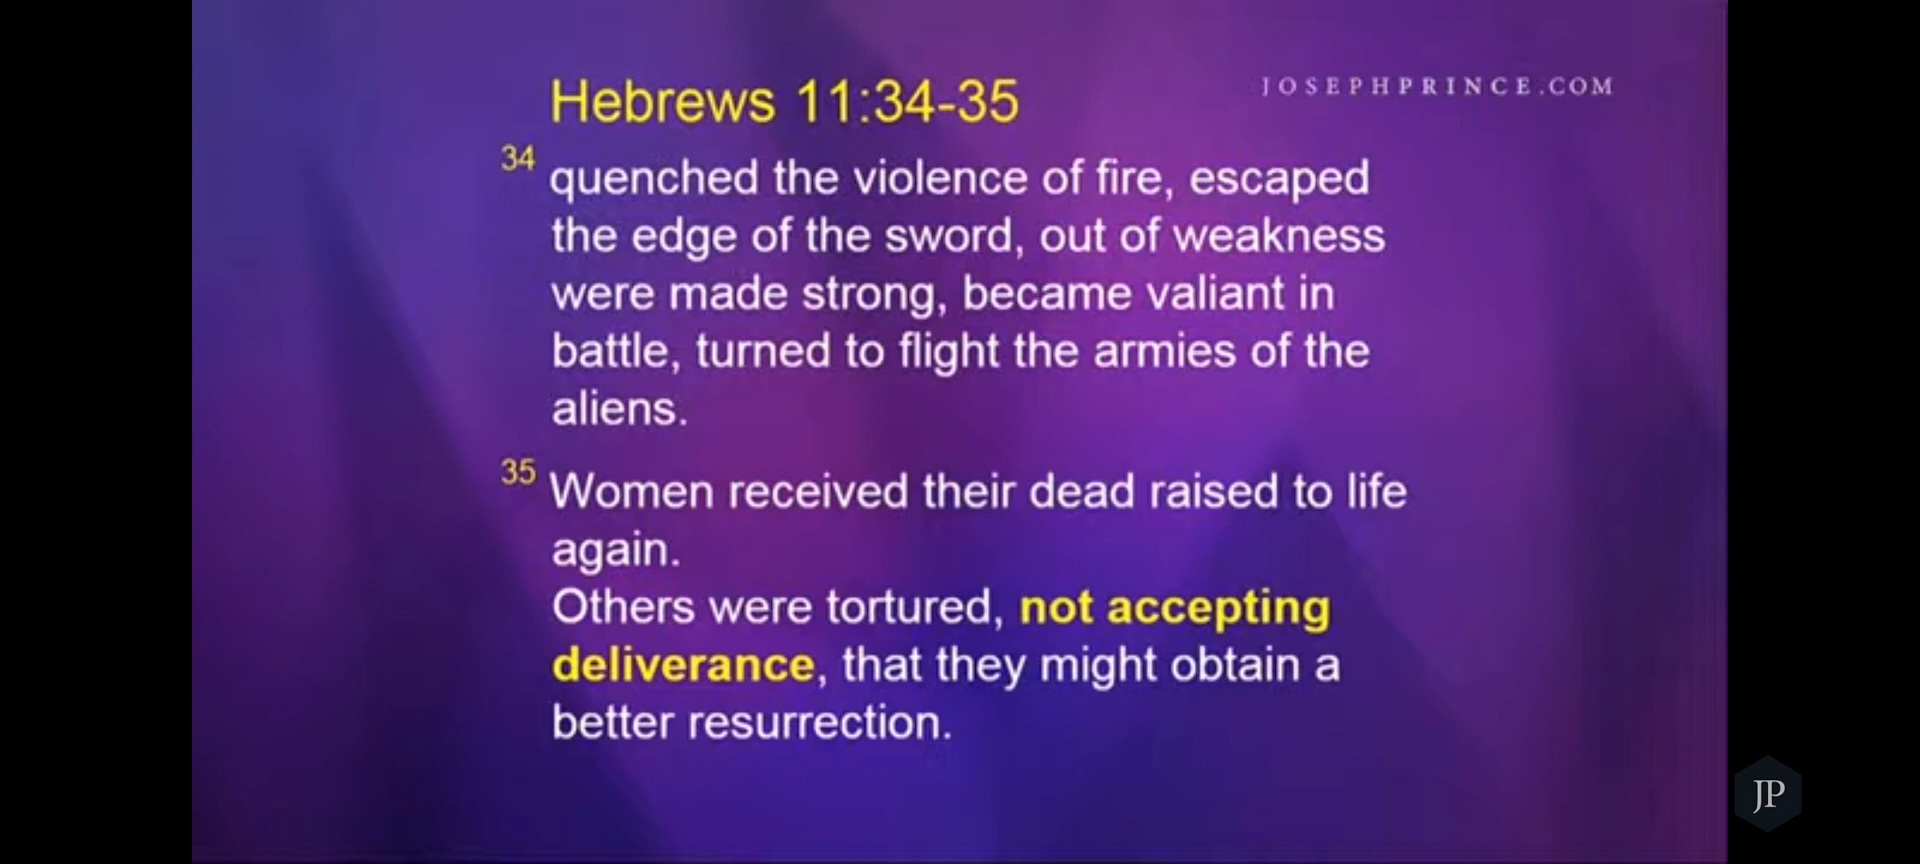 Hebrews 11:34-35
JOSEPHPRINCE.COM
34 quenched the violence of fire, escaped
the edge of the sword, out of weakness
were made strong, became valiant in
battle, turned to flight the armies of the
aliens.
35 Women received their dead raised to life
again.
Others were tortured, not accepting
deliverance, that they might obtain a
better resurrection.
JP